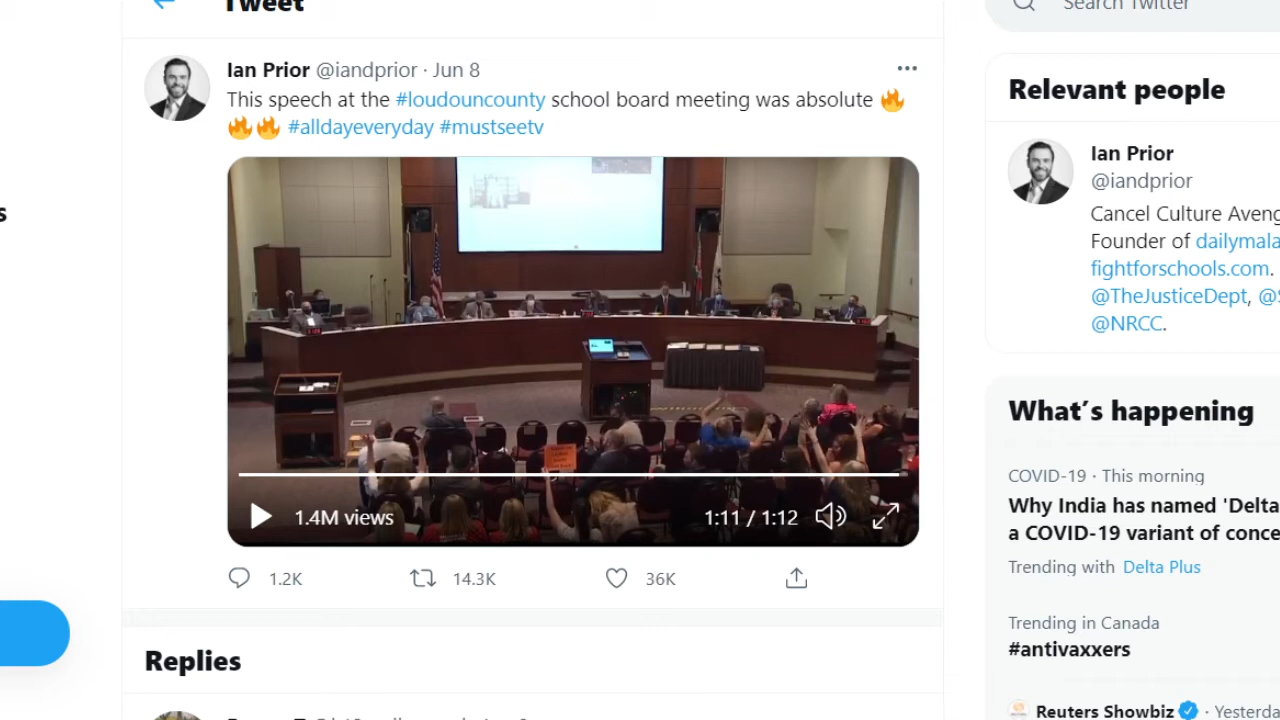 Tweet
Search Twitter
Ian Prior @iandprior · Jun 8
This speech at the #loudouncounty school board meeting was absolute 🔥
🔥🔥 #alldayeveryday #mustseetv
1.4M views
1:11 / 1:12
1.2K
14.3K
36K
Replies
s
Relevant people
Ian Prior
@iandprior
Cancel Culture Aveng
Founder of dailymala
fightforschools.com.
@TheJusticeDept, @S
@NRCC.
What's happening
COVID-19 · This morning
Why India has named 'Delta
a COVID-19 variant of conce
Trending with Delta Plus
Trending in Canada
#antivaxxers
Reuters Showbiz · Yesterda